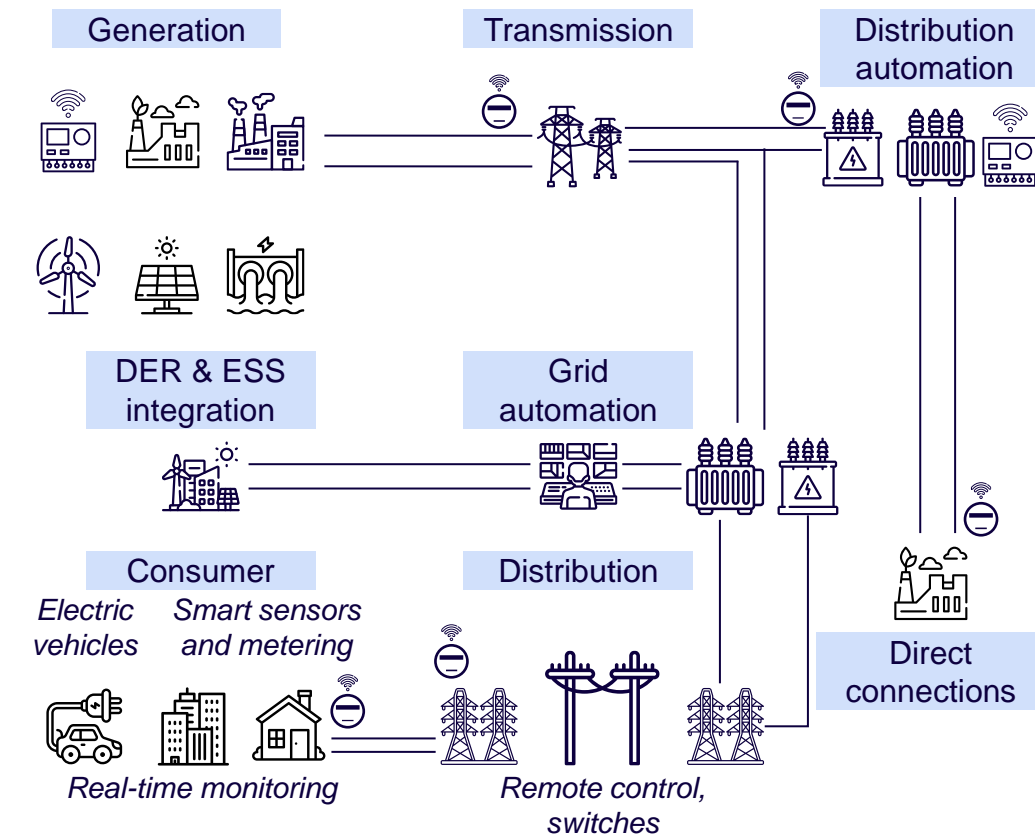 Generation
Transmission
Distribution
automation
DER & ESS
integration
Grid
automation
Consumer
Distribution
Electric
vehicles
Smart sensors
and metering
Direct
connections
Real-time monitoring
Remote control,
switches